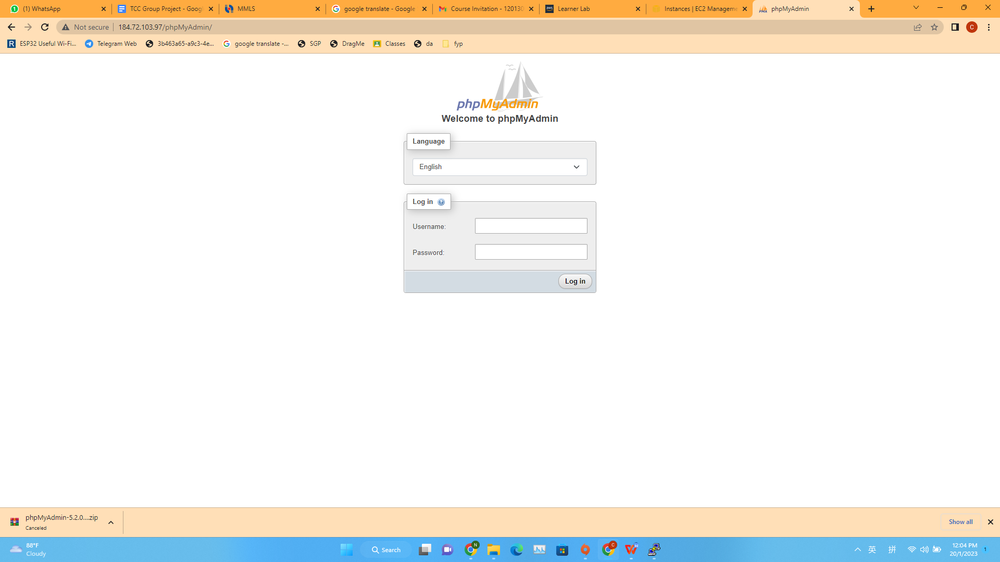 (1) WhatsApp
TCC Group Project - Googl
MMLS
google translate - Google
Course Invitation - 120130
aws
Learner Lab
Instances | EC2 Manageme
PMA
phpMyAdmin
Not secure
184.72.103.97/phpMyAdmin/
C
R
ESP32 Useful Wi-Fi...
Telegram Web
3b463a65-a9c3-4e...
google translate -...
SGP
DragMe
Classes
da
fyp
phpMyAdmin
Welcome to phpMyAdmin
Language
English
Log in
Username:
Password:
Log in
phpMyAdmin-5.2.0....zip
Canceled
Show all
88°F
Cloudy
Search
N
C
W
英
拼
12:04 PM
20/1/2023
1